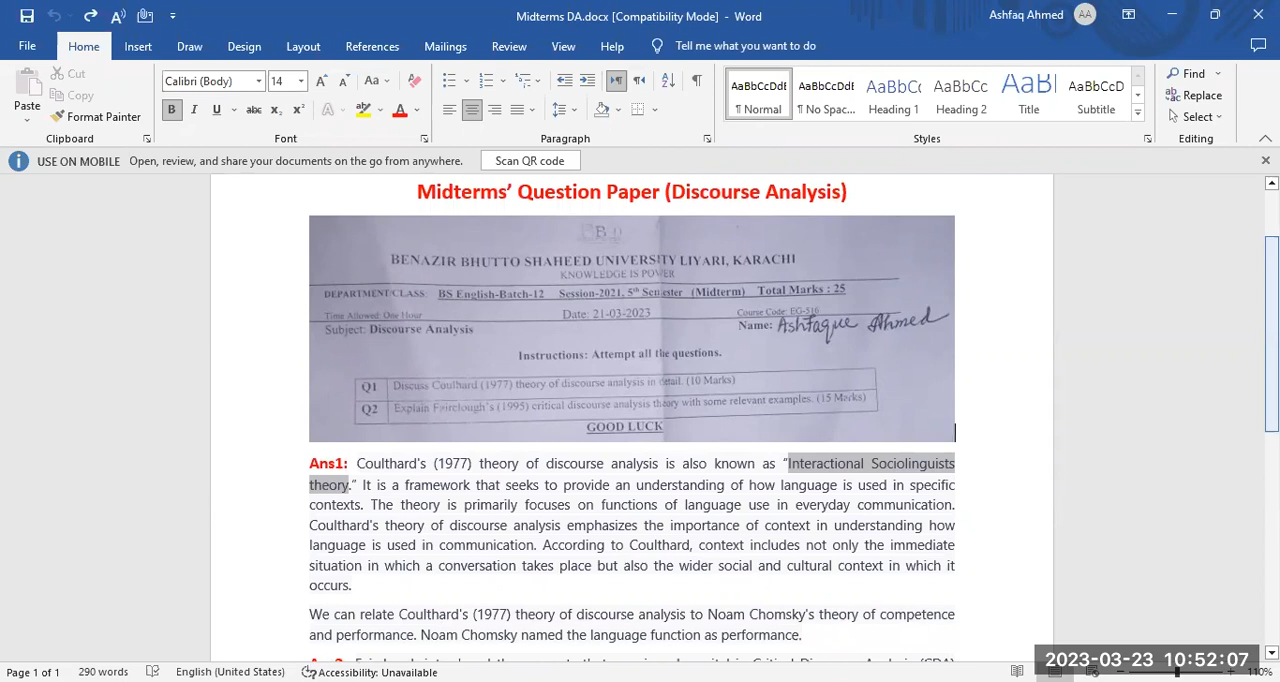 Midterms DA.docx [Compatibility Mode] - Word
Ashfaq Ahmed AA
File Home Insert Draw Design Layout References Mailings Review View Help Tell me what you want to do
Paste
Cut
Copy
Format Painter
Clipboard
Calibri (Body) 14
Aa
B I U abc x₂ x²
Font
Paragraph
AaBbCcDdE AaBbCcDdE AaBbCc AaBbCc AaBl AaBbCcD
¶ Normal ¶ No Spac... Heading 1 Heading 2 Title Subtitle
Styles
Find
Replace
Select
Editing
USE ON MOBILE Open, review, and share your documents on the go from anywhere. Scan QR code
Midterms’ Question Paper (Discourse Analysis)
BENAZIR BHUTTO SHAHEED UNIVERSITY LIYARI, KARACHI
KNOWLEDGE IS POWER
DEPARTMENT/CLASS: BS English-Batch-12 Session-2021, 5th Semester (Midterm) Total Marks : 25
Time Allowed: One Hour Date: 21-03-2023 Course Code: EG-516
Subject: Discourse Analysis Name: Ashfaque Ahmed
Instructions: Attempt all the questions.
Q1 Discuss Coulhard (1977) theory of discourse analysis in detail. (10 Marks)
Q2 Explain Fairclough's (1995) critical discourse analysis theory with some relevant examples. (15 Marks)
GOOD LUCK
Ans1: Coulthard's (1977) theory of discourse analysis is also known as “Interactional Sociolinguists
theory.” It is a framework that seeks to provide an understanding of how language is used in specific
contexts. The theory is primarily focuses on functions of language use in everyday communication.
Coulthard's theory of discourse analysis emphasizes the importance of context in understanding how
language is used in communication. According to Coulthard, context includes not only the immediate
situation in which a conversation takes place but also the wider social and cultural context in which it
occurs.
We can relate Coulthard's (1977) theory of discourse analysis to Noam Chomsky's theory of competence
and performance. Noam Chomsky named the language function as performance.
Page 1 of 1 290 words English (United States) Accessibility: Unavailable 110%
2023-03-23 10:52:07